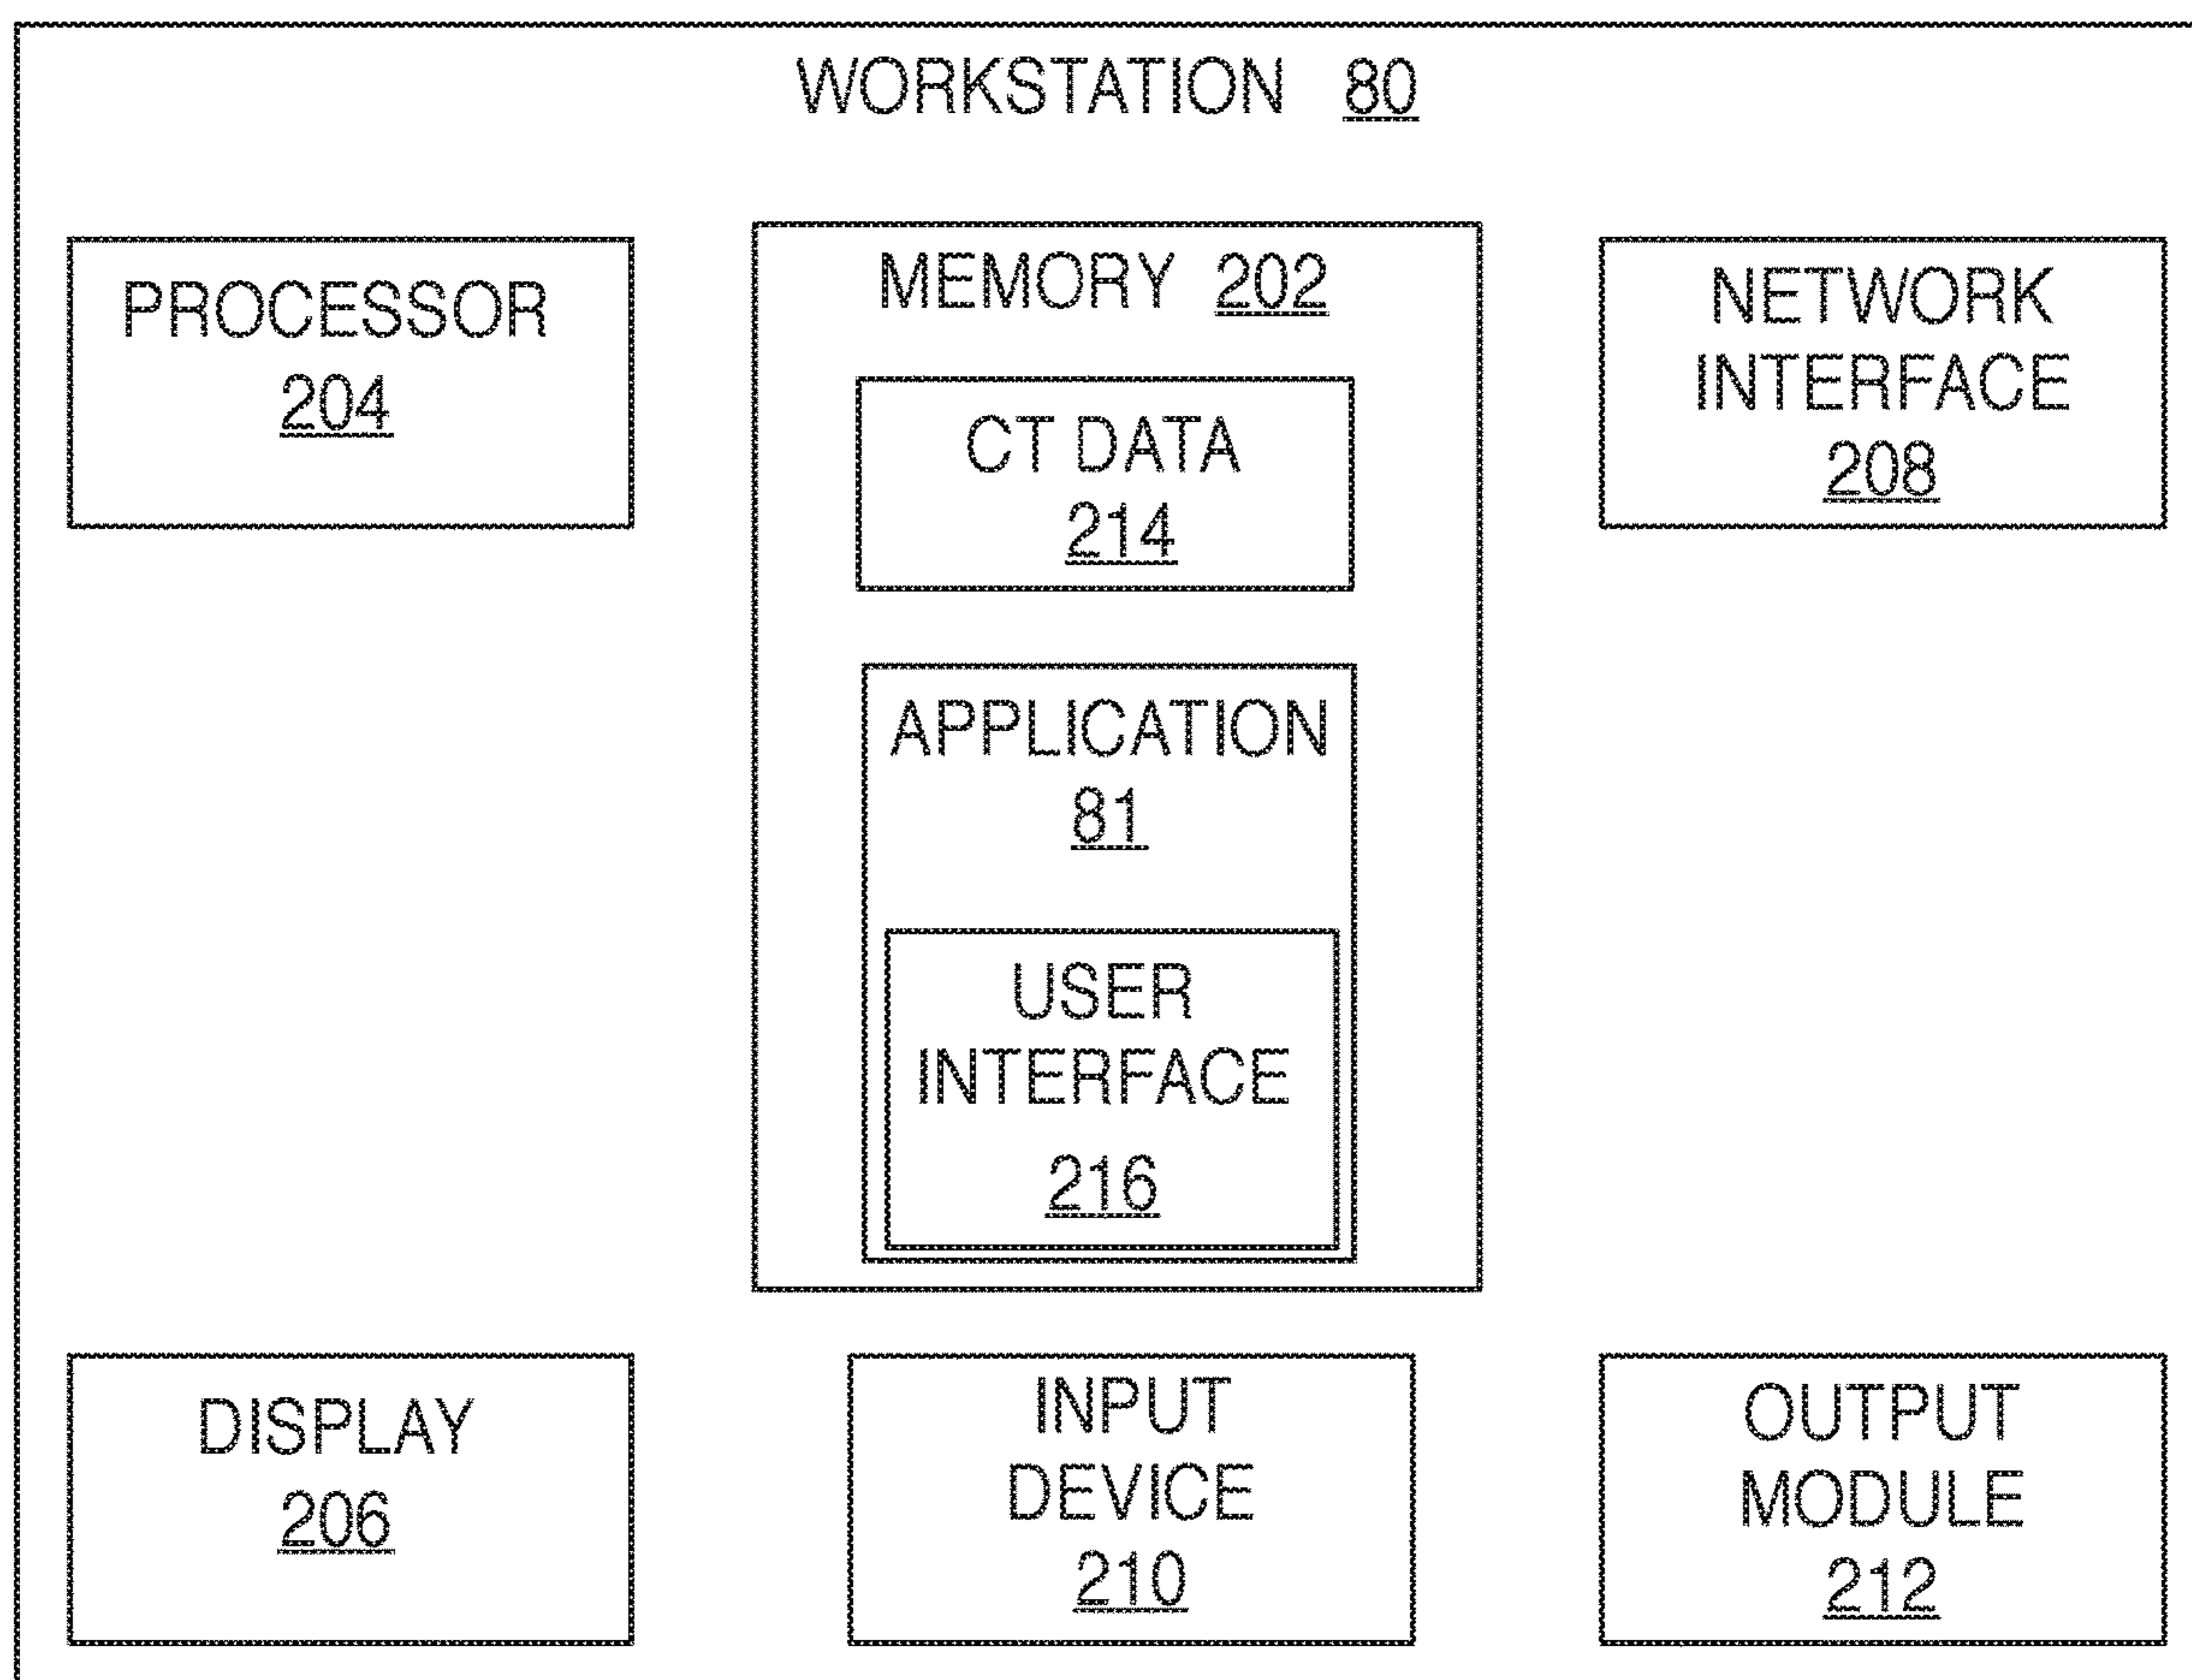 WORKSTATION 80
PROCESSOR
204
MEMORY 202
CT DATA
214
APPLICATION
81
USER
INTERFACE
216
NETWORK
INTERFACE
208
DISPLAY
206
INPUT
DEVICE
210
OUTPUT
MODULE
212